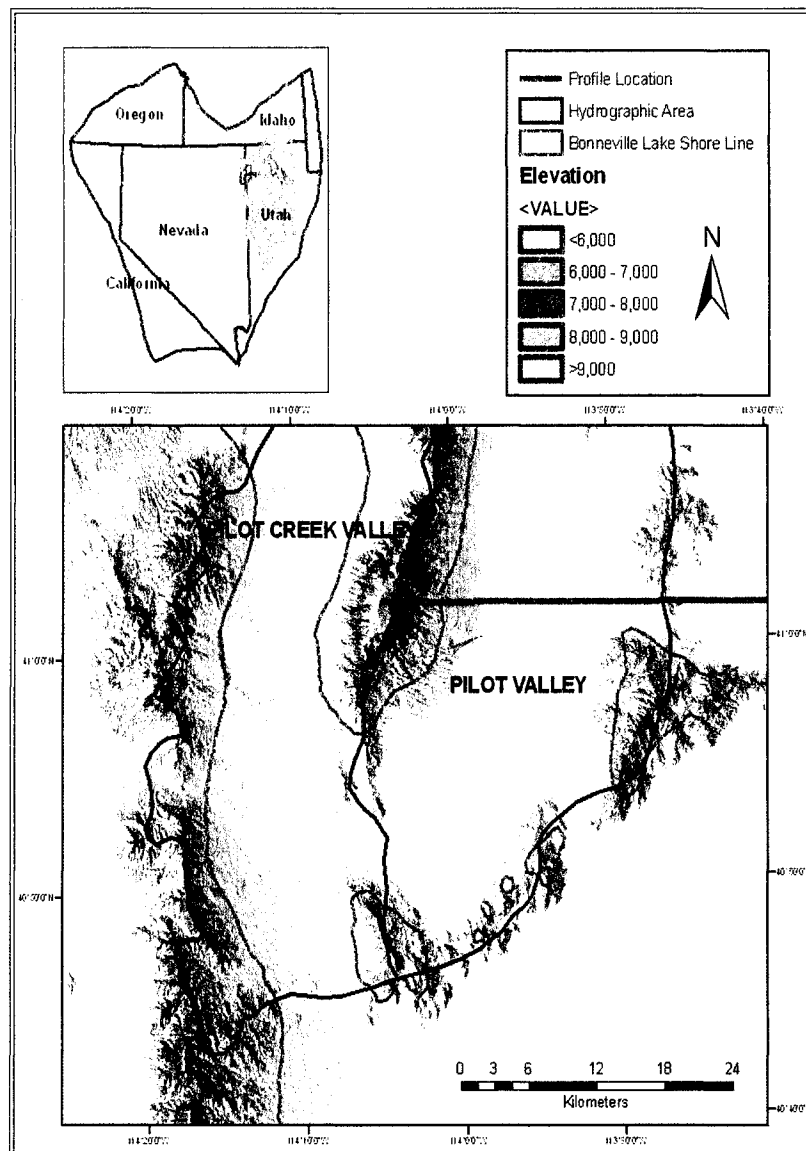 Oregon
Idaho
Nevada
Utah
California
Profile Location
Hydrographic Area
Bonneville Lake Shore Line
Elevation
<VALUE>
<6,000
6,000 - 7,000
7,000 - 8,000
8,000 - 9,000
>9,000
N
PILOT CREEK VALLEY
PILOT VALLEY
0 3 6 12 18 24
Kilometers